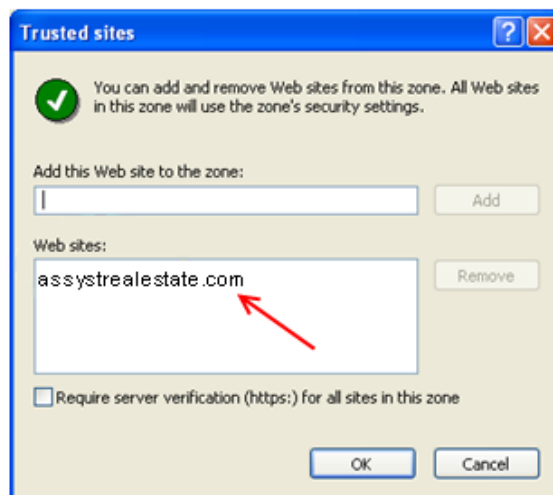 Trusted sites
You can add and remove Web sites from this zone. All Web sites
in this zone will use the zone's security settings.
Add this Web site to the zone:
Add
Web sites:
assystrealestate.com
Remove
Require server verification (https:) for all sites in this zone
OK
Cancel